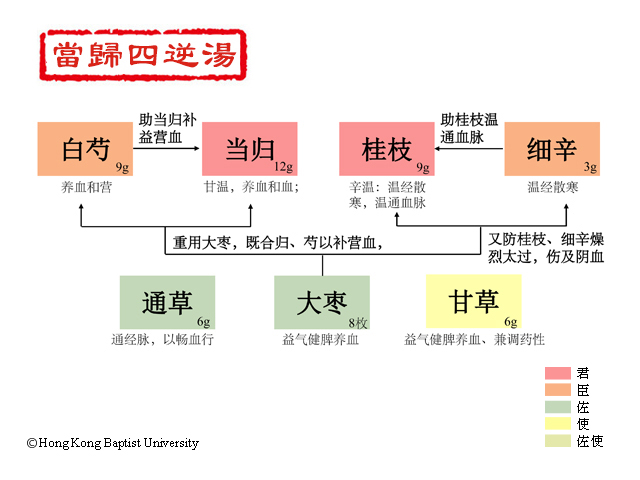 當歸四逆湯
助当归补
益营血
助桂枝温
通血脉
白芍
9g
当归
12g
桂枝
9g
细辛
3g
养血和营
甘温，养血和血；
辛温：温经散
寒，温通血脉
温经散寒
重用大枣，既合归、芍以补营血，
又防桂枝、细辛燥
烈太过，伤及阴血
通草
6g
大枣
8枚
甘草
6g
通经脉，以畅血行
益气健脾养血
益气健脾养血、兼调药性
君
臣
佐
使
佐使
©Hong Kong Baptist University